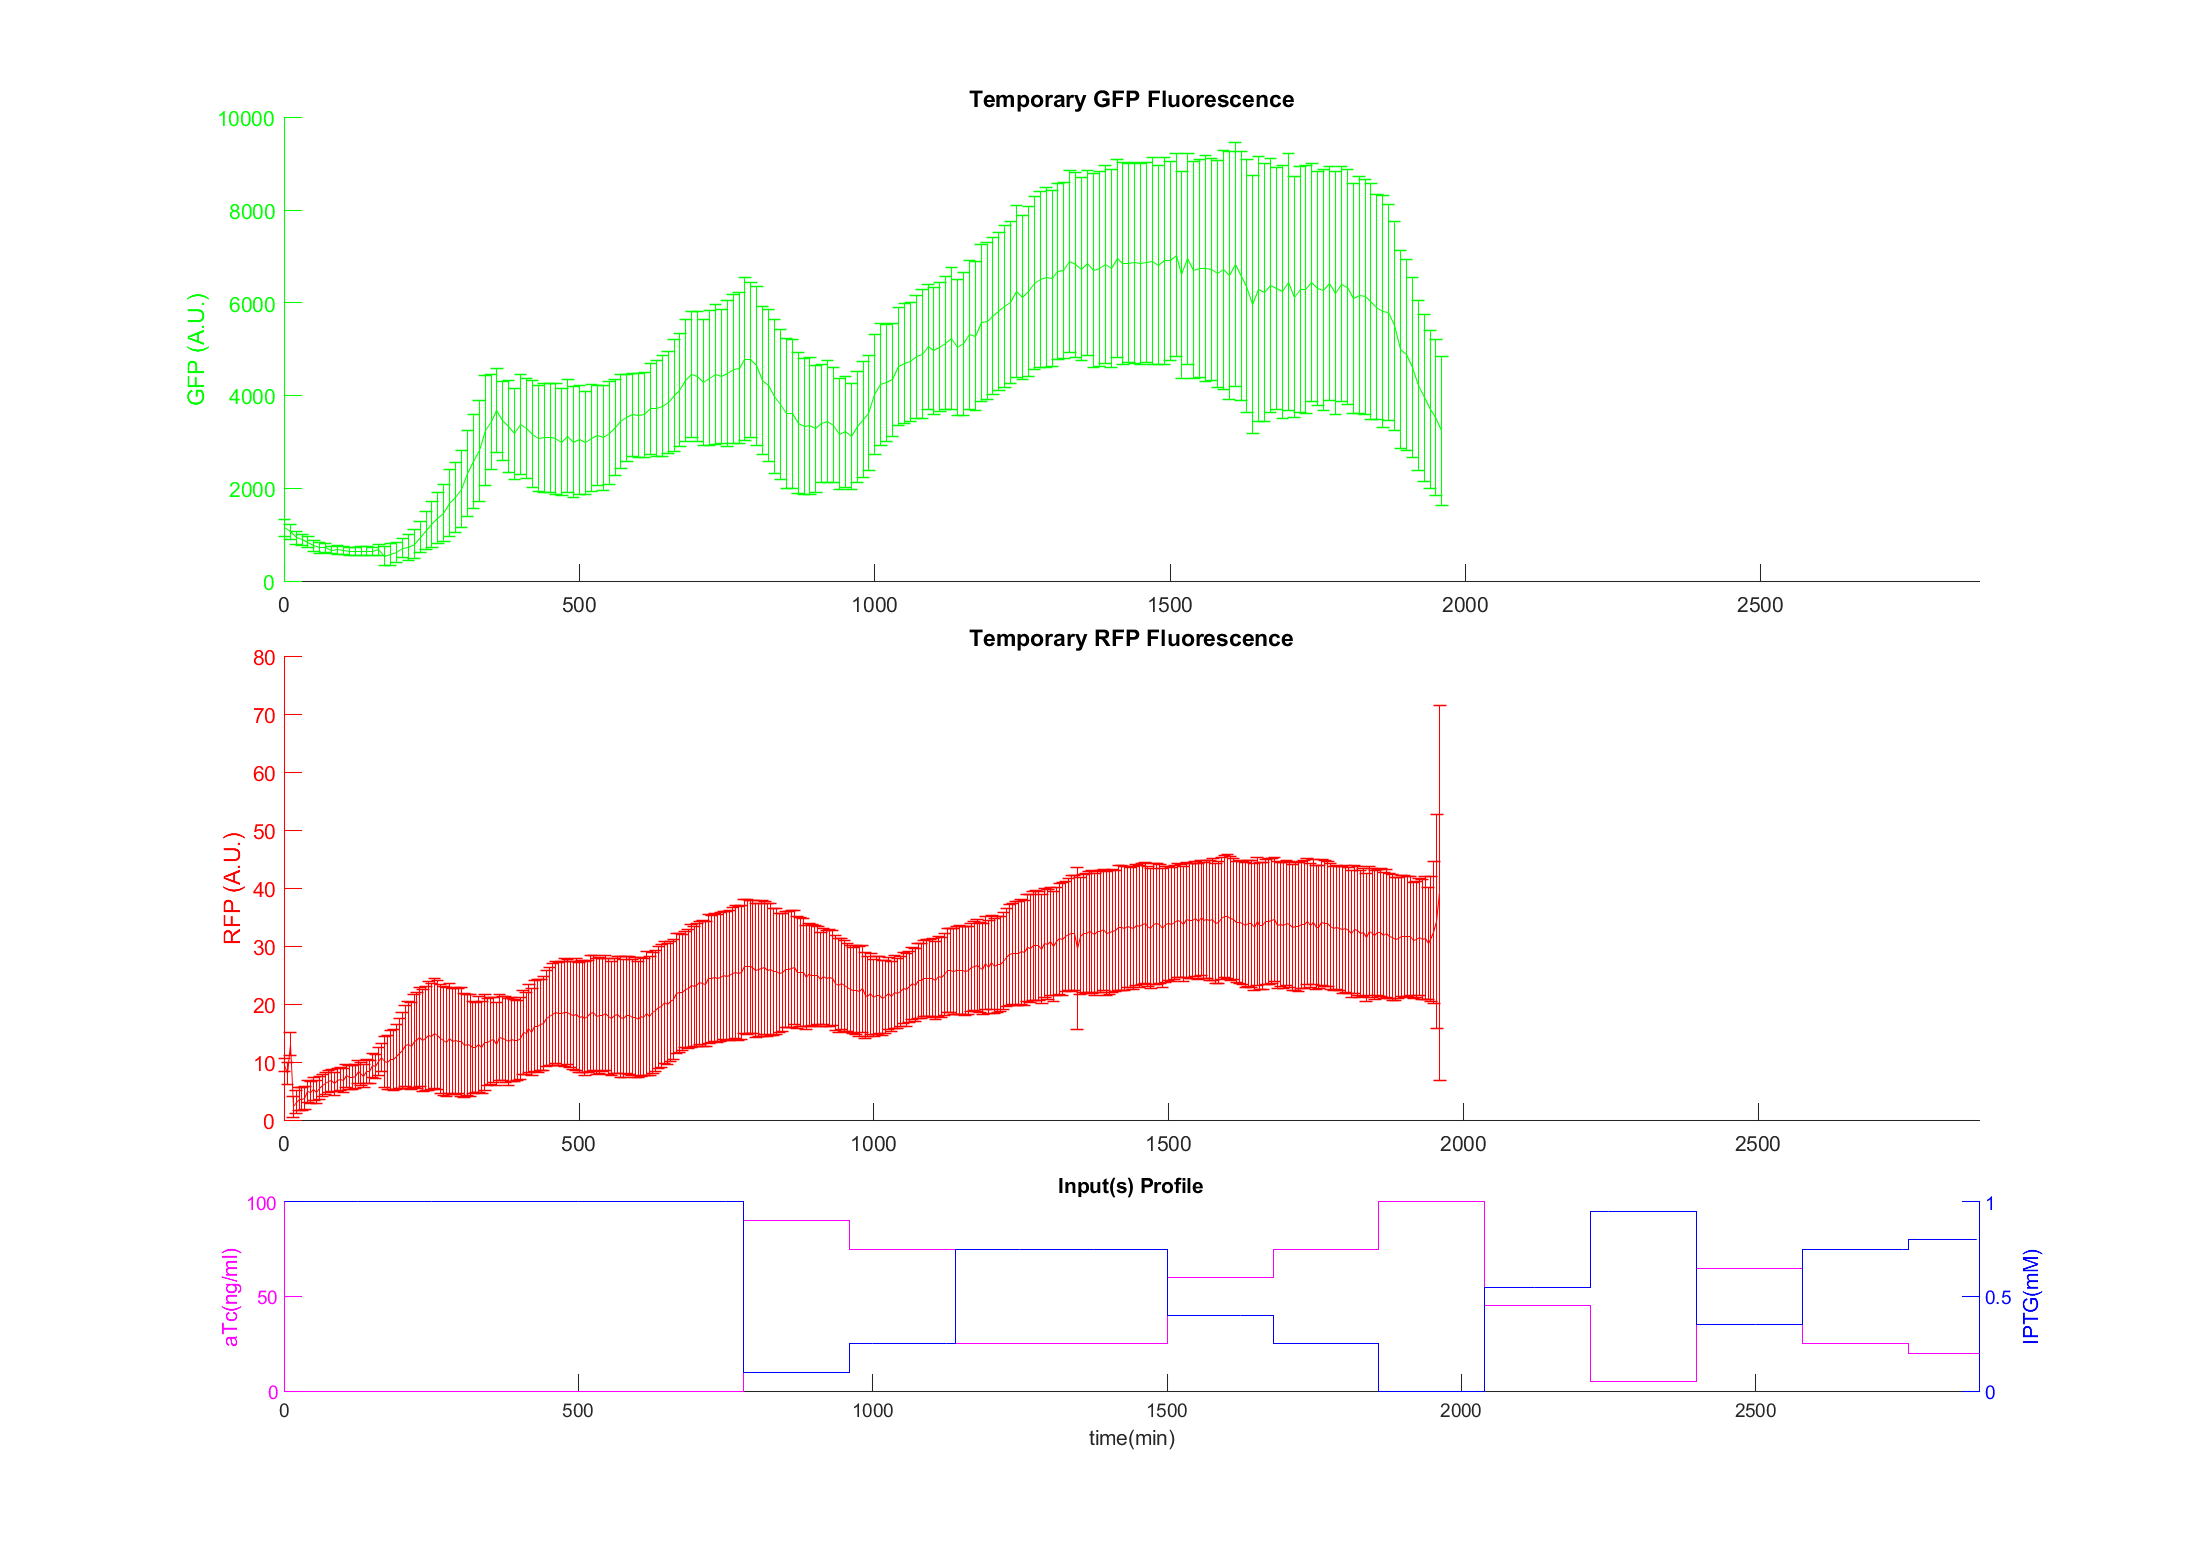 Temporary GFP Fluorescence
GFP (A.U.)
10000
8000
6000
4000
2000
0
0 500 1000 1500 2000 2500
Temporary RFP Fluorescence
RFP (A.U.)
80
70
60
50
40
30
20
10
0
0 500 1000 1500 2000 2500
Input(s) Profile
aTc(ng/ml)
100
50
0
1
0.5
0
IPTG(mM)
0 500 1000 1500 2000 2500
time(min)